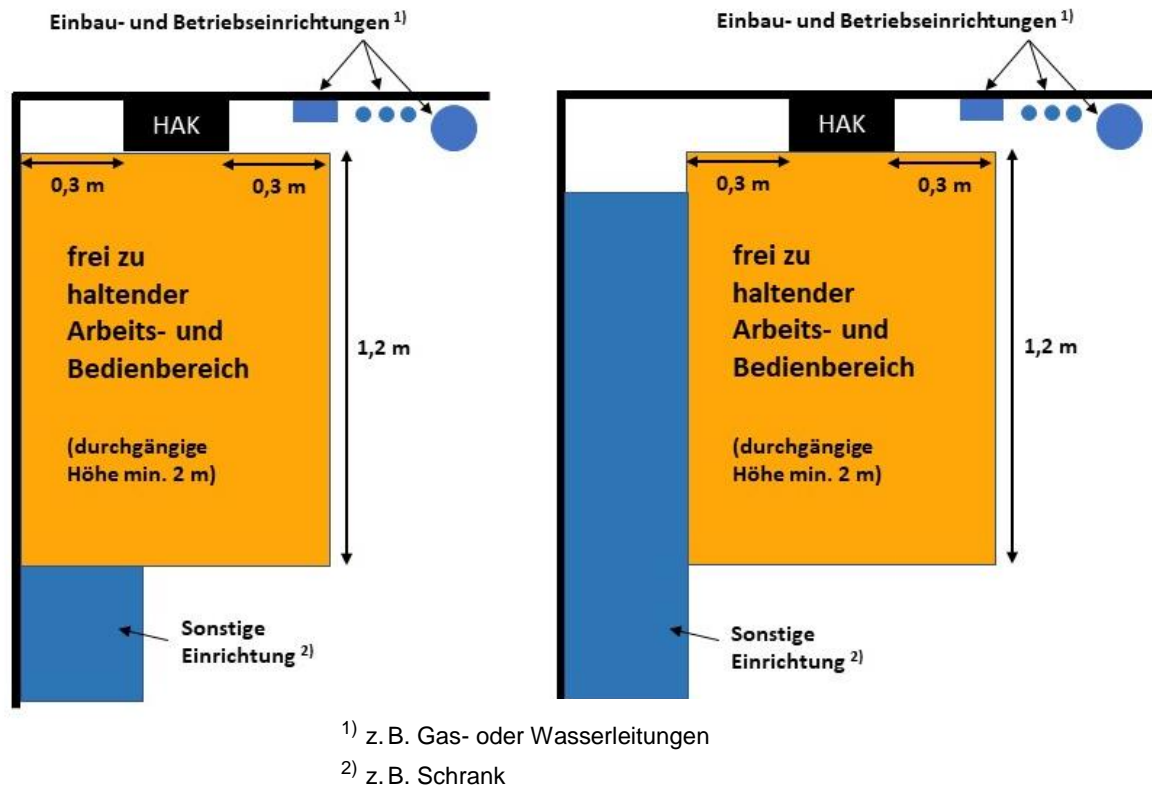 Einbau- und Betriebseinrichtungen 1)
HAK
0,3 m
0,3 m
frei zu
haltender
Arbeits- und
Bedienbereich
(durchgängige
Höhe min. 2 m)
1,2 m
Sonstige
Einrichtung 2)
Einbau- und Betriebseinrichtungen 1)
HAK
0,3 m
0,3 m
frei zu
haltender
Arbeits- und
Bedienbereich
(durchgängige
Höhe min. 2 m)
1,2 m
Sonstige
Einrichtung 2)
1) z. B. Gas- oder Wasserleitungen
2) z. B. Schrank